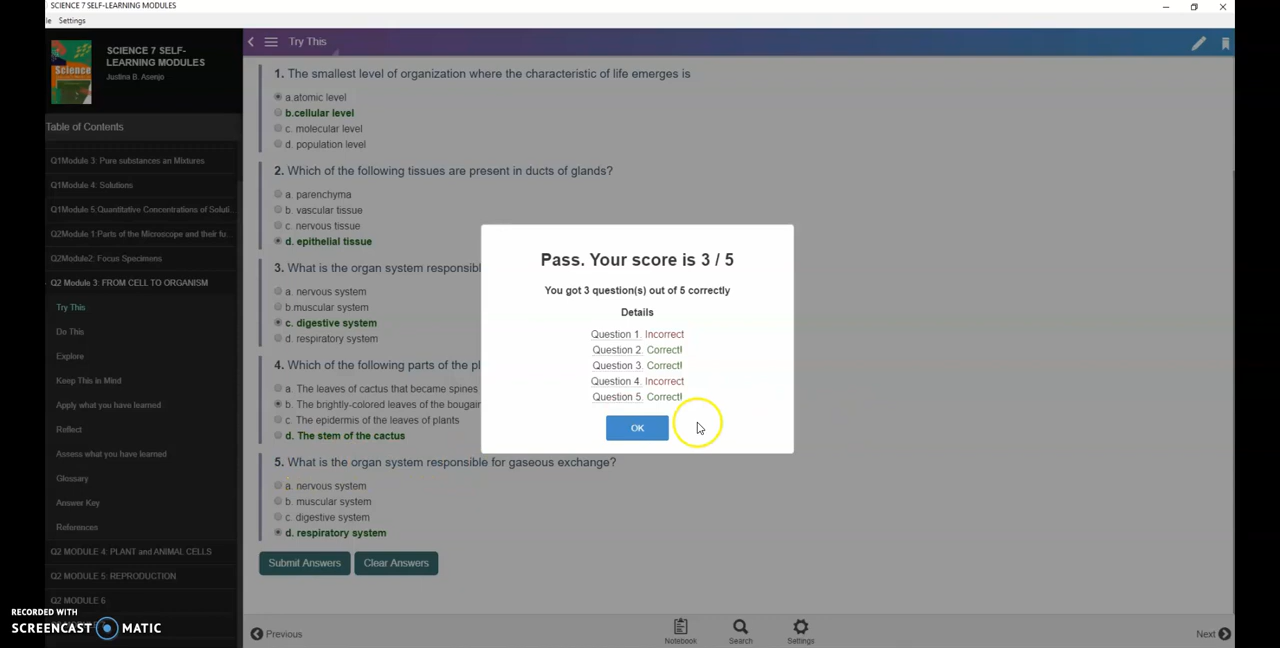 SCIENCE 7 SELF-LEARNING MODULES
le Settings
SCIENCE 7 SELF-
LEARNING MODULES
Justina B. Asenjo
Science
Table of Contents
Q1Module 3: Pure substances an Mixtures
Q1Module 4: Solutions
Q1Module 5:Quantitative Concentrations of Soluti...
Q2Module 1:Parts of the Microscope and their fu...
Q2Module2: Focus Specimens
Q2 Module 3: FROM CELL TO ORGANISM
Try This
Do This
Explore
Keep This in Mind
Apply what you have learned
Reflect
Assess what you have learned
Glossary
Answer Key
References
Q2 MODULE 4: PLANT and ANIMAL CELLS
Q2 MODULE 5: REPRODUCTION
Q2 MODULE 6
Try This
1. The smallest level of organization where the characteristic of life emerges is
a.atomic level
b.cellular level
c. molecular level
d. population level
2. Which of the following tissues are present in ducts of glands?
a. parenchyma
b. vascular tissue
c. nervous tissue
d. epithelial tissue
3. What is the organ system responsibl
a. nervous system
b.muscular system
c. digestive system
d. respiratory system
4. Which of the following parts of the pl
a. The leaves of cactus that became spines
b. The brightly-colored leaves of the bougai
c. The epidermis of the leaves of plants
d. The stem of the cactus
5. What is the organ system responsible for gaseous exchange?
a. nervous system
b. muscular system
c. digestive system
d. respiratory system
Submit Answers Clear Answers
Pass. Your score is 3 / 5
You got 3 question(s) out of 5 correctly
Details
Question 1. Incorrect
Question 2. Correct!
Question 3. Correct!
Question 4. Incorrect
Question 5. Correct!
OK
Previous
Notebook
Search
Settings
Next
RECORDED WITH
SCREENCAST MATIC